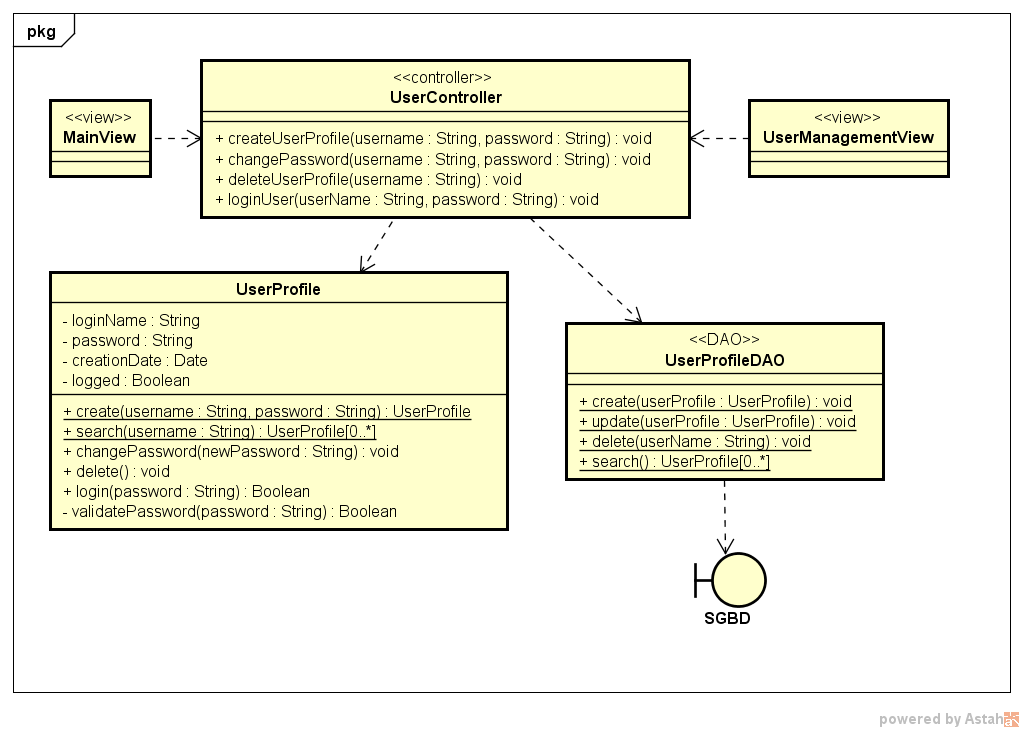 pkg
<<controller>>
UserController
+ createUserProfile(username : String, password : String) : void
+ changePassword(username : String, password : String) : void
+ deleteUserProfile(username : String) : void
+ loginUser(userName : String, password : String) : void
<<view>>
MainView
<<view>>
UserManagementView
UserProfile
- loginName : String
- password : String
- creationDate : Date
- logged : Boolean
+ create(username : String, password : String) : UserProfile
+ search(username : String) : UserProfile[0..*]
+ changePassword(newPassword : String) : void
+ delete() : void
+ login(password : String) : Boolean
- validatePassword(password : String) : Boolean
<<DAO>>
UserProfileDAO
+ create(userProfile : UserProfile) : void
+ update(userProfile : UserProfile) : void
+ delete(userName : String) : void
+ search() : UserProfile[0..*]
SGBD
powered by Astah